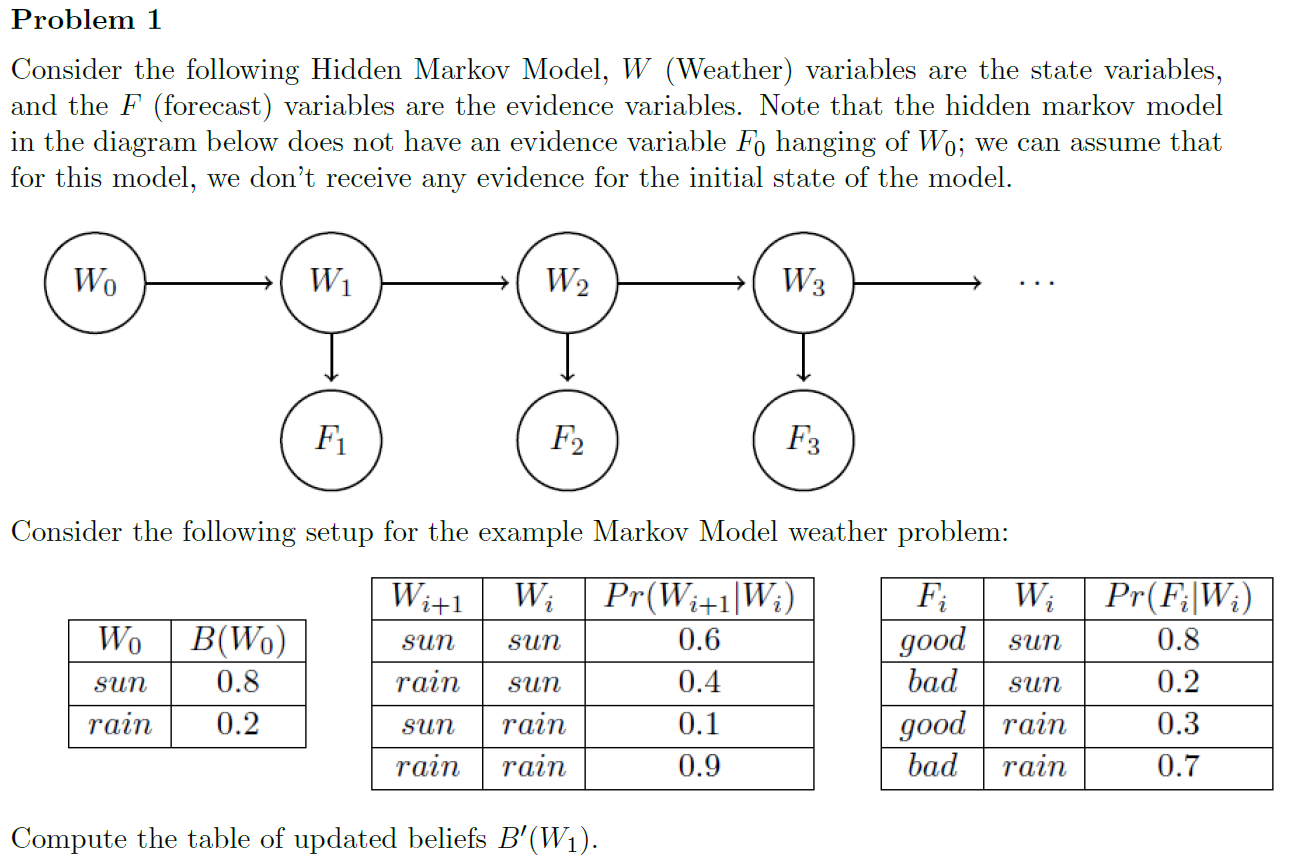 Problem 1
Consider the following Hidden Markov Model, W (Weather) variables are the state variables,
and the F (forecast) variables are the evidence variables. Note that the hidden markov model
in the diagram below does not have an evidence variable F₀ hanging of W₀; we can assume that
for this model, we don't receive any evidence for the initial state of the model.
W₀ W₁ W₂ W₃ ...
F₁ F₂ F₃
Consider the following setup for the example Markov Model weather problem:
W₀ B(W₀)
sun 0.8
rain 0.2
Wᵢ₊₁ Wᵢ Pr(Wᵢ₊₁|Wᵢ)
sun sun 0.6
rain sun 0.4
sun rain 0.1
rain rain 0.9
Fᵢ Wᵢ Pr(Fᵢ|Wᵢ)
good sun 0.8
bad sun 0.2
good rain 0.3
bad rain 0.7
Compute the table of updated beliefs B′(W₁).